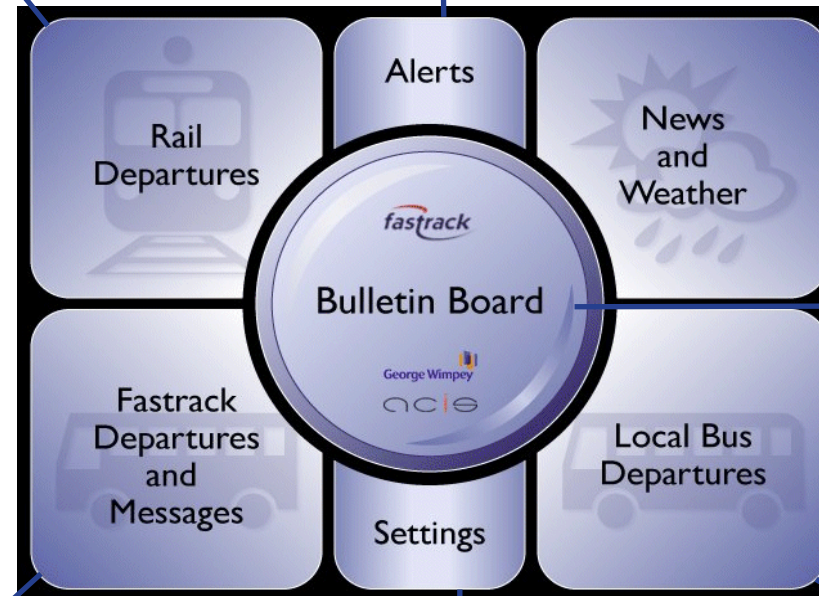 Alerts
Rail
Departures
News
and
Weather
fastrack
Bulletin Board
George Wimpey
acis
Fastrack
Departures
and
Messages
Local Bus
Departures
Settings